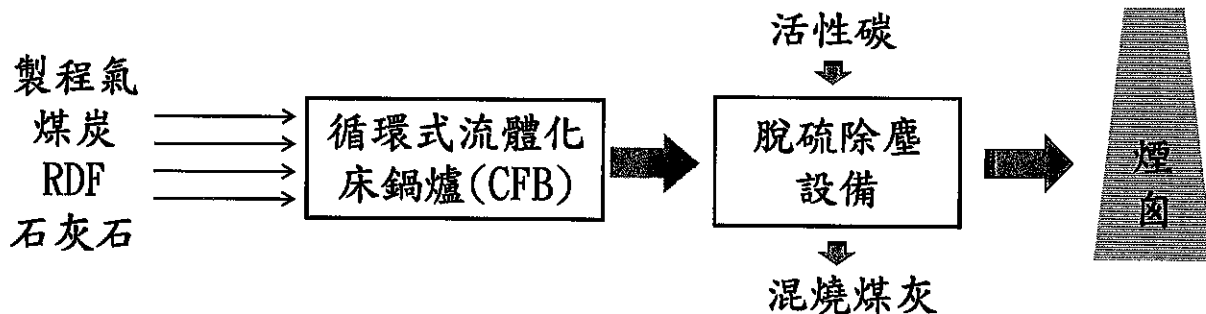 製程氣
煤炭
RDF
石灰石
循環式流體化
床鍋爐(CFB)
活性碳
脫硫除塵
設備
混燒煤灰
煙
囪